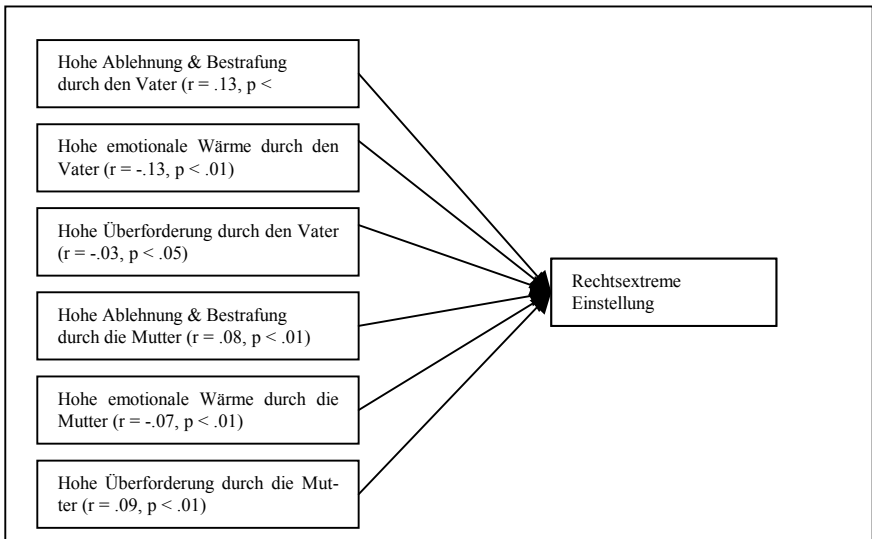 Hohe Ablehnung & Bestrafung
durch den Vater (r = .13, p <
Hohe emotionale Wärme durch den
Vater (r = -.13, p < .01)
Hohe Überforderung durch den Vater
(r = -.03, p < .05)
Hohe Ablehnung & Bestrafung
durch die Mutter (r = .08, p < .01)
Hohe emotionale Wärme durch die
Mutter (r = -.07, p < .01)
Hohe Überforderung durch die Mut-
ter (r = .09, p < .01)
Rechtsextreme
Einstellung